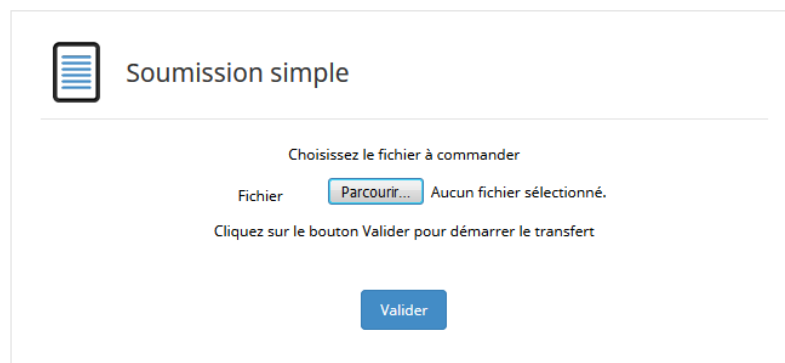 Soumission simple
Choisissez le fichier à commander
Fichier Parcourir... Aucun fichier sélectionné.
Cliquez sur le bouton Valider pour démarrer le transfert
Valider